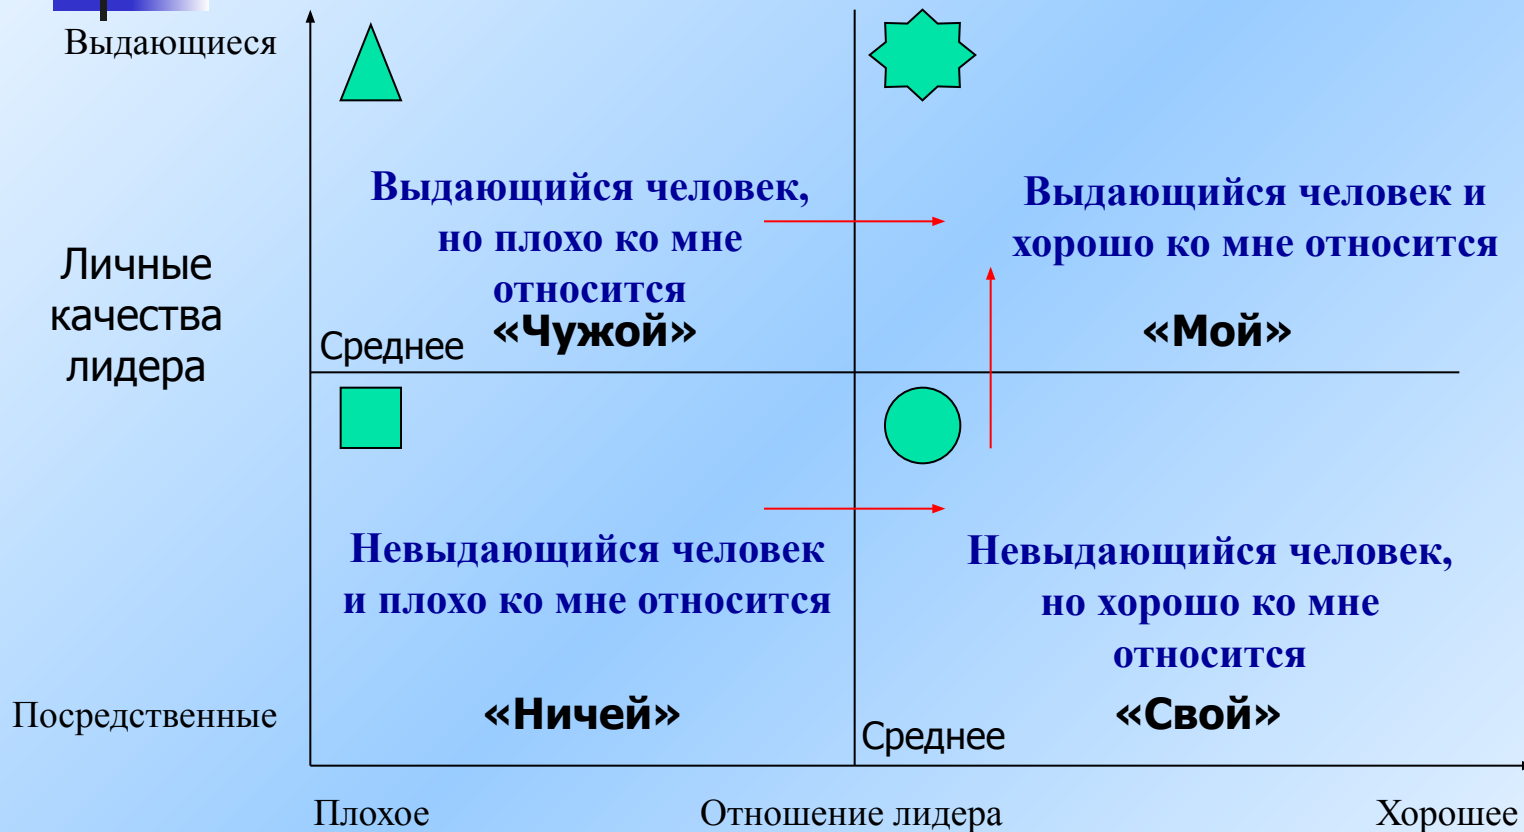 Выдающиеся
Выдающийся человек,
но плохо ко мне
относится
«Чужой»
Выдающийся человек и
хорошо ко мне относится
«Мой»
Личные
качества
лидера
Среднее
Невыдающийся человек
и плохо ко мне относится
«Ничей»
Невыдающийся человек,
но хорошо ко мне
относится
«Свой»
Посредственные
Среднее
Плохое
Отношение лидера
Хорошее